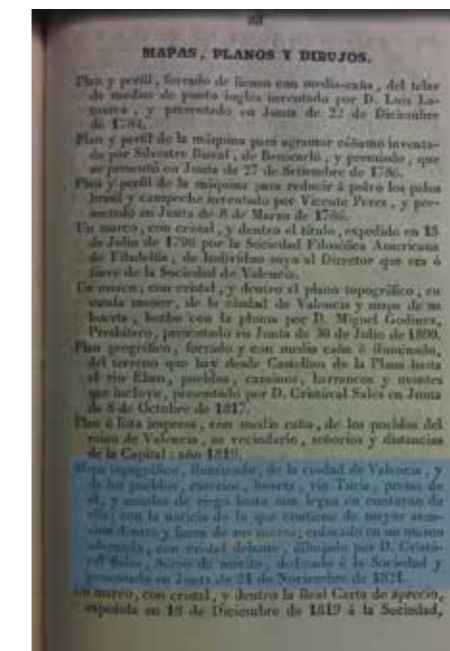 MAPAS, PLANOS Y DIBUJOS.
Plan y perfil, forrado de lienzo con media-caña, del telar
de medias de punto inglés inventado por D. Luis La-
marca, y presentado en Junta de 22 de Diciembre
de 1784.
Plan y perfil de la máquina para agramar cáñamo inventa-
da por Silvestre , de Benicarló, y premiado, que
se presentó en Junta de 27 de Setiembre de 1786.
Plan y perfil de la máquina para reducir á polvo los palos
brasil y campeche inventado por Vicente Peres, y pre-
sentado en Junta de 8 de Marzo de 1786.
Un marco, con cristal, y dentro el título, expedido en 15
de Julio de por la Sociedad Filosófica Americana
de Filadelfia, de Individuo suyo al Director que era ó
fuere de la Sociedad de Valencia.
Un marco, con cristal, y dentro el plano topográfico, en
escala menor, de la ciudad de Valencia y mapa de su
huerta, hecho con la pluma por D. Miguel Godinez,
Presbítero, presentado en Junta de 30 de Julio de 1800.
Plan geográfico, forrado y con media caña é iluminado,
del terreno que hay desde Castellon de la Plana hasta
el rio Ebro, pueblos, caminos, barrancos y montes
que incluye, presentado por D. Cristóval Sales en Junta
de 8 de Octubre de 1817.
Plan ó lista impresa, con media caña, de los pueblos del
reino de Valencia, su vecindario, señoríos y distancias
de la Capital: año 1819.
Mapa topográfico, iluminado, de la ciudad de Valencia, y
de los pueblos, caserios, huerta, rio Turia, presas de
él, y acequias de riego hasta una legua en contorno de
ella; con la noticia de lo que contiene de mayor aten-
cion dentro y fuera de sus muros; colocado en un marco
adornado, con cristal delante, dibujado por D. Cristó-
val Sales, Sócio de mérito, dedicado á la Sociedad y
presentado en Junta de 21 de Noviembre de 1821.
Un marco, con cristal, y dentro la Real Carta de aprecio,
espedida en 18 de Diciembre de 1819 á la Sociedad,